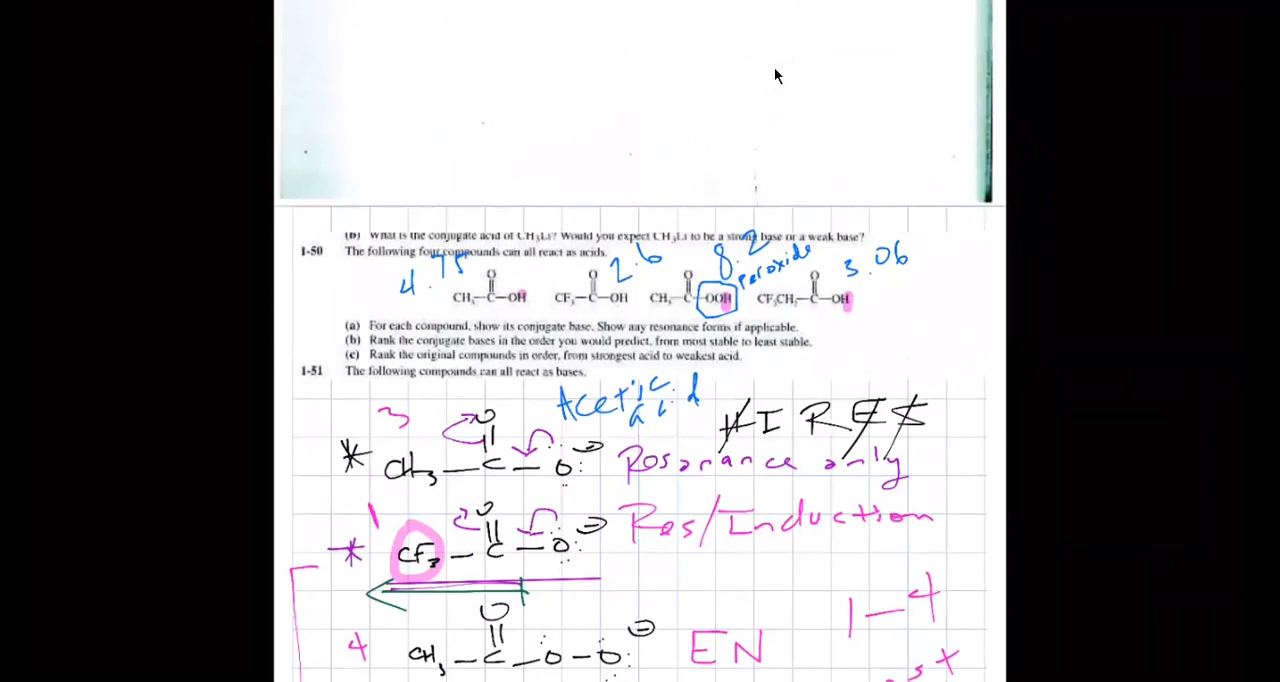 (b) What is the conjugate acid of CH₃Li? Would you expect CH₃Li to be a strong base or a weak base?
1-50 The following four compounds can all react as acids.
4.75 2.6 8.2 peroxide 3.06
O O O O
CH₃—C—OH CF₃—C—OH CH₃—C—OOH CF₃CH₂—C—OH
(a) For each compound, show its conjugate base. Show any resonance forms if applicable.
(b) Rank the conjugate bases in the order you would predict, from most stable to least stable.
(c) Rank the original compounds in order, from strongest acid to weakest acid.
1-51 The following compounds can all react as bases.
Acetic acid
3 O
* CH₃—C—O:⊖ Resonance only
1 O
* CF₃—C—O:⊖ Res/Induction
1—4
O
4 CH₃—C—O—O:⊖ EN